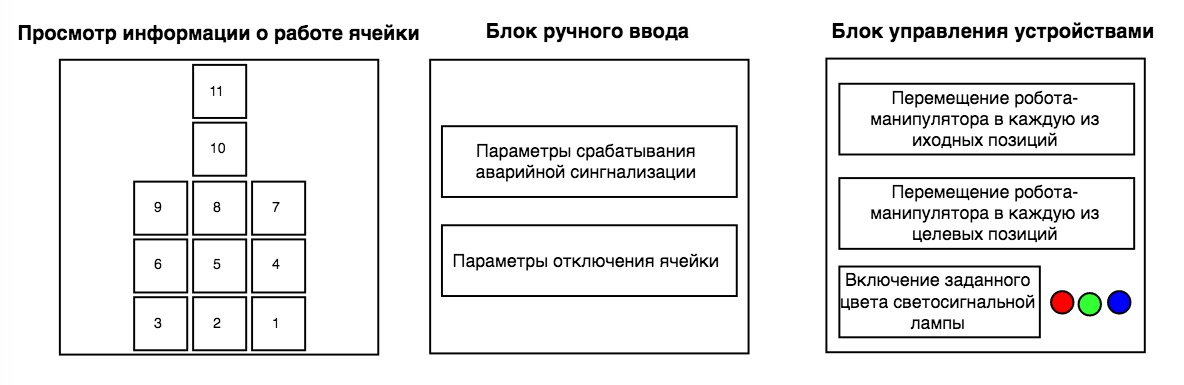 Просмотр информации о работе ячейки
11
10
9 8 7
6 5 4
3 2 1
Блок ручного ввода
Параметры срабатывания
аварийной сингнализации
Параметры отключения ячейки
Блок управления устройствами
Перемещение робота-
манипулятора в каждую из
иходных позиций
Перемещение робота-
манипулятора в каждую из
целевых позиций
Включение заданного
цвета светосигнальной
лампы